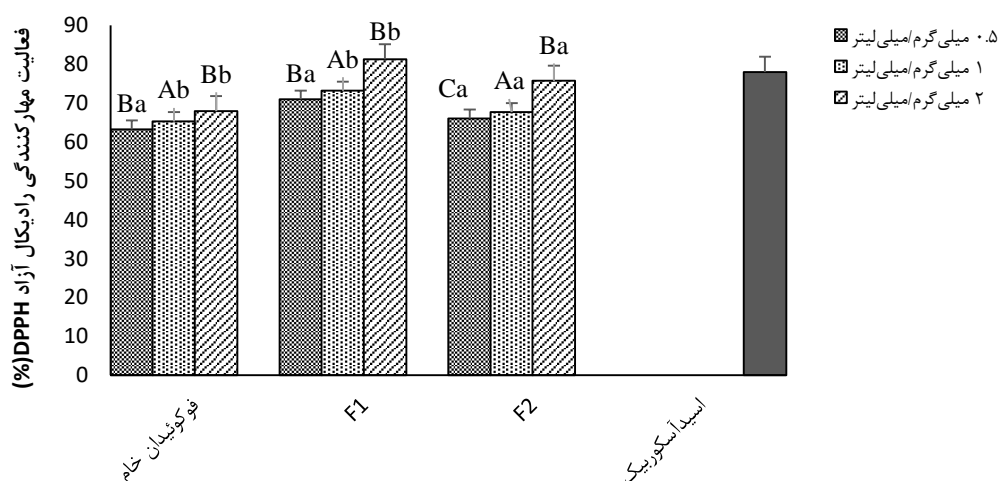 فعالیت مهارکنندگی رادیکال آزاد DPPH(%)
90
80
70
60
50
40
30
20
10
0
Ba
Ab
Bb
Ba
Ab
Bb
Ca
Aa
Ba
فوکوئیدان خام
F1
F2
اسیدآسکوربیک
۰.۵ میلی‌گرم/میلی‌لیتر
۱ میلی‌گرم/میلی‌لیتر
۲ میلی‌گرم/میلی‌لیتر